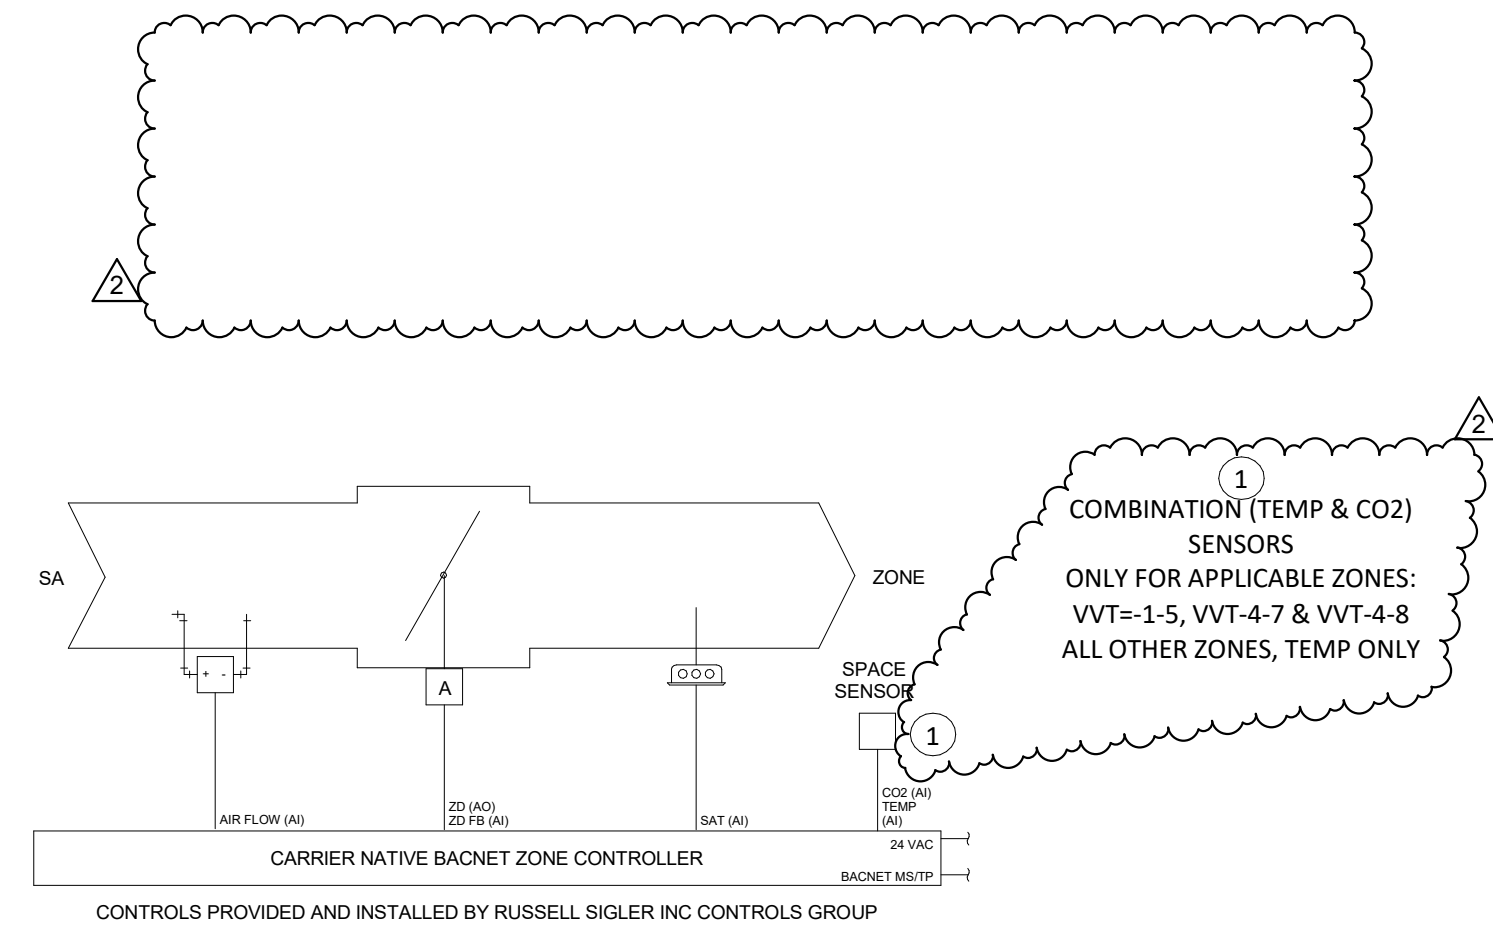 2
2
1
COMBINATION (TEMP & CO2)
SENSORS
ONLY FOR APPLICABLE ZONES:
VVT=-1-5, VVT-4-7 & VVT-4-8
ALL OTHER ZONES, TEMP ONLY
SA
ZONE
+ -
A
SPACE
SENSOR
1
AIR FLOW (AI)
ZD (AO)
ZD FB (AI)
SAT (AI)
CO2 (AI)
TEMP
(AI)
24 VAC
CARRIER NATIVE BACNET ZONE CONTROLLER
BACNET MS/TP
CONTROLS PROVIDED AND INSTALLED BY RUSSELL SIGLER INC CONTROLS GROUP